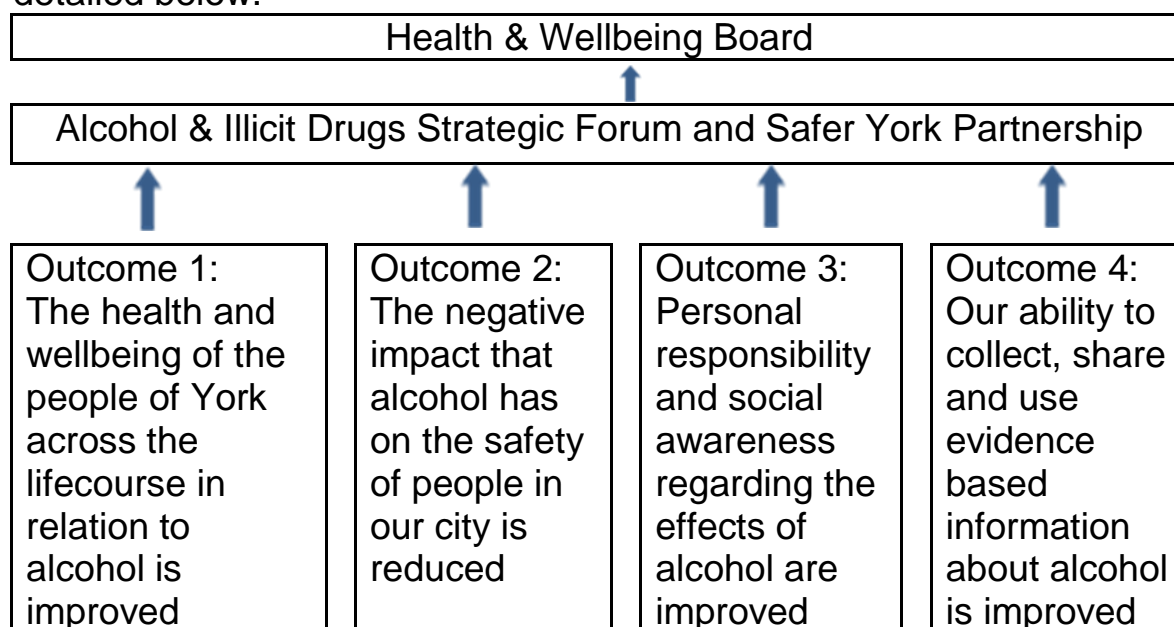 detailed below:
Health & Wellbeing Board
Alcohol & Illicit Drugs Strategic Forum and Safer York Partnership
Outcome 1:
The health and
wellbeing of the
people of York
across the
lifecourse in
relation to
alcohol is
improved
Outcome 2:
The negative
impact that
alcohol has
on the safety
of people in
our city is
reduced
Outcome 3:
Personal
responsibility
and social
awareness
regarding the
effects of
alcohol are
improved
Outcome 4:
Our ability to
collect, share
and use
evidence
based
information
about alcohol
is improved